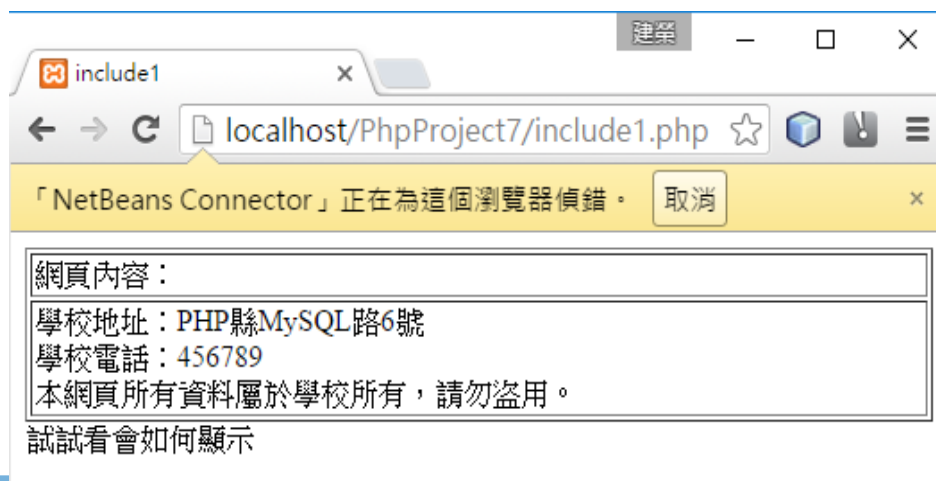 建榮
include1
localhost/PhpProject7/include1.php
「NetBeans Connector」正在為這個瀏覽器偵錯。 取消
網頁內容：
學校地址：PHP縣MySQL路6號
學校電話：456789
本網頁所有資料屬於學校所有，請勿盜用。
試試看會如何顯示